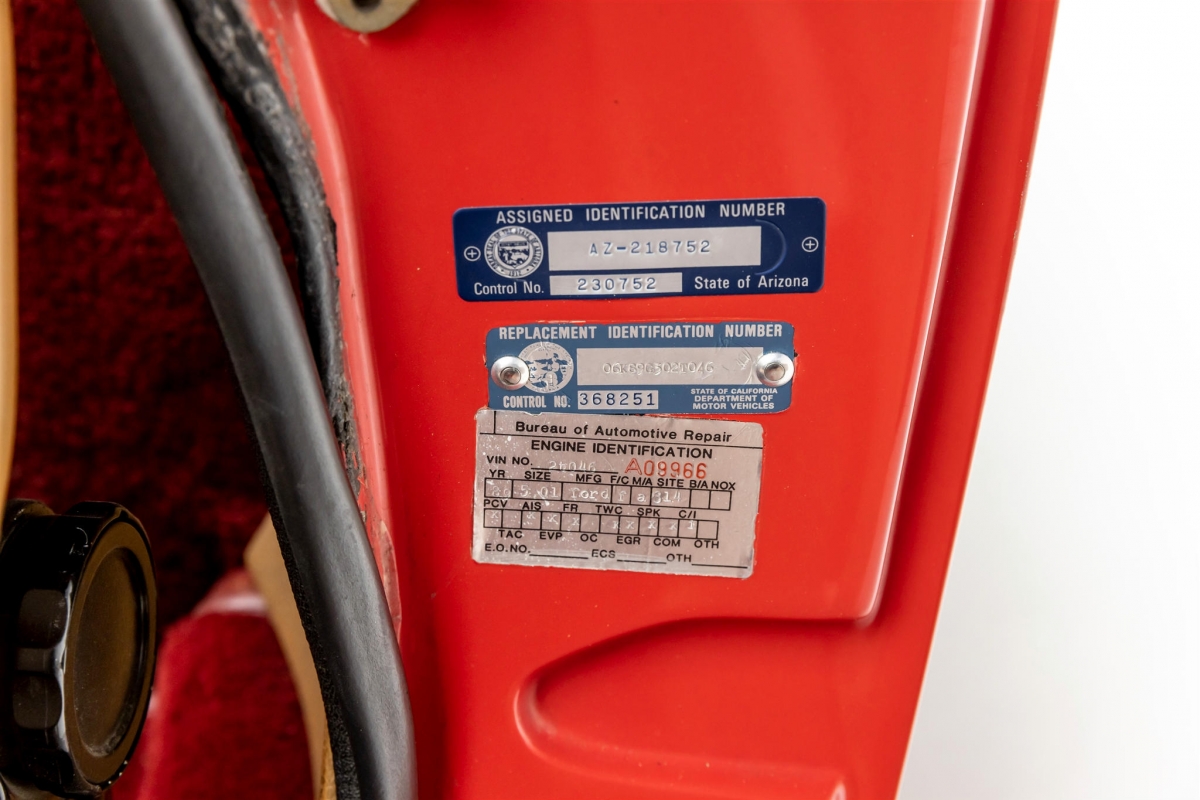 ASSIGNED IDENTIFICATION NUMBER
AZ-218752
Control No. 230752 State of Arizona
REPLACEMENT IDENTIFICATION NUMBER
CONTROL NO. 368251
STATE OF CALIFORNIA
DEPARTMENT OF
MOTOR VEHICLES
Bureau of Automotive Repair
ENGINE IDENTIFICATION
VIN NO. A09966
YR SIZE MFG F/C M/A SITE B/A NOX
PCV AIS FR TWC SPK C/I
TAC EVP OC EGR COM OTH
E.O.NO. ECS OTH